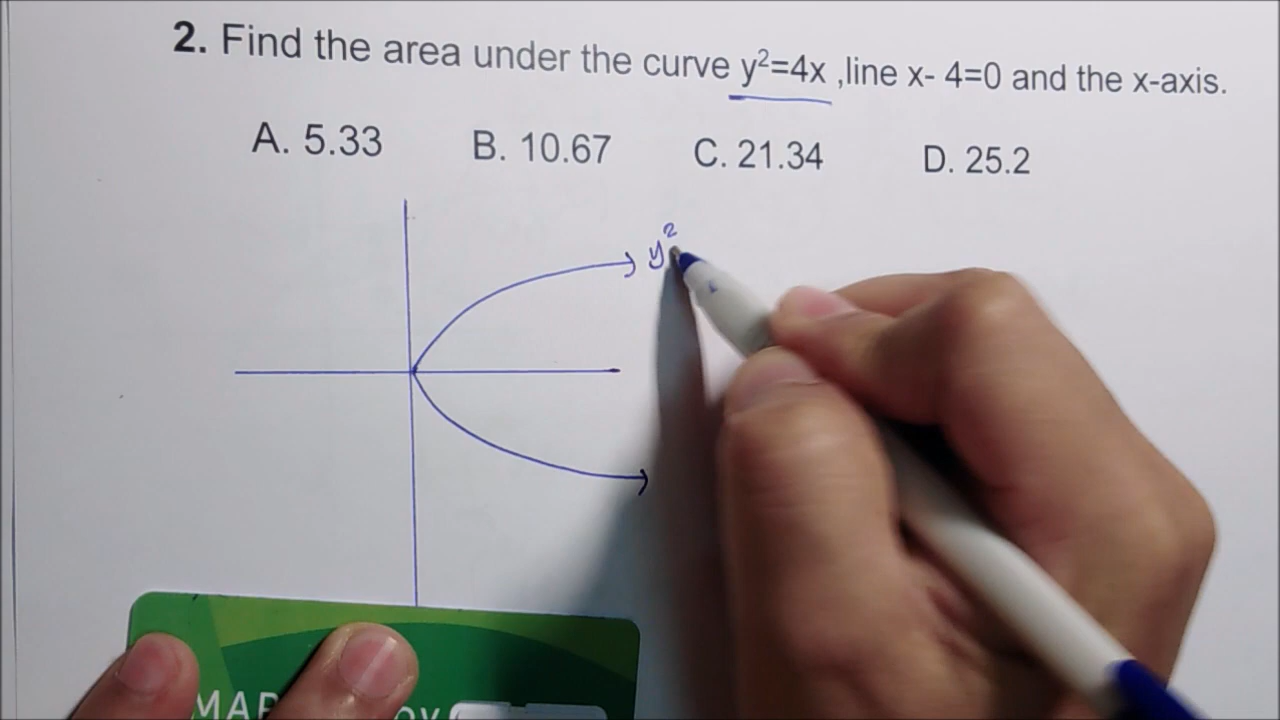 2. Find the area under the curve y²=4x ,line x- 4=0 and the x-axis.
A. 5.33 B. 10.67 C. 21.34 D. 25.2
y²